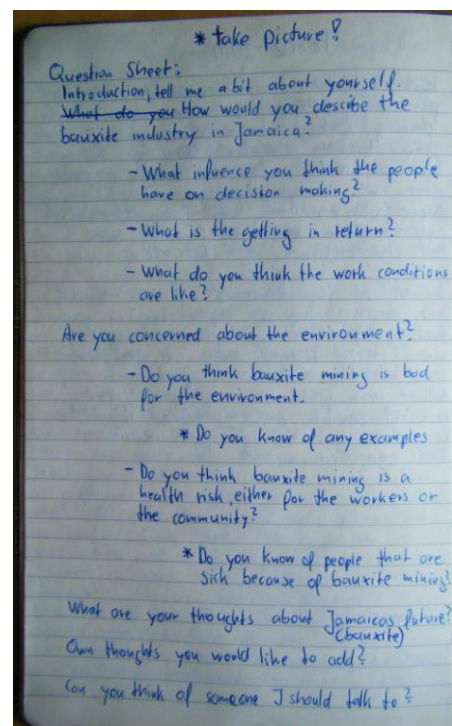 * take picture!
Question Sheet:
Introduction, tell me a bit about yourself.
What do you How would you descibe the
bauxite industry in Jamaica?
- What influence you think the people
have on decision making?
- What is the getting in return?
- What do you think the work conditions
are like?
Are you concerned about the environment?
- Do you think bauxite mining is bad
for the environment.
* Do you know of any examples
- Do you think bauxite mining is a
health risk, either for the workers or
the community?
* Do you know of people that are
sick because of bauxite mining?
What are your thoughts about Jamaicas future?
(bauxite)
Own thoughts you would like to add?
Can you think of someone I should talk to?